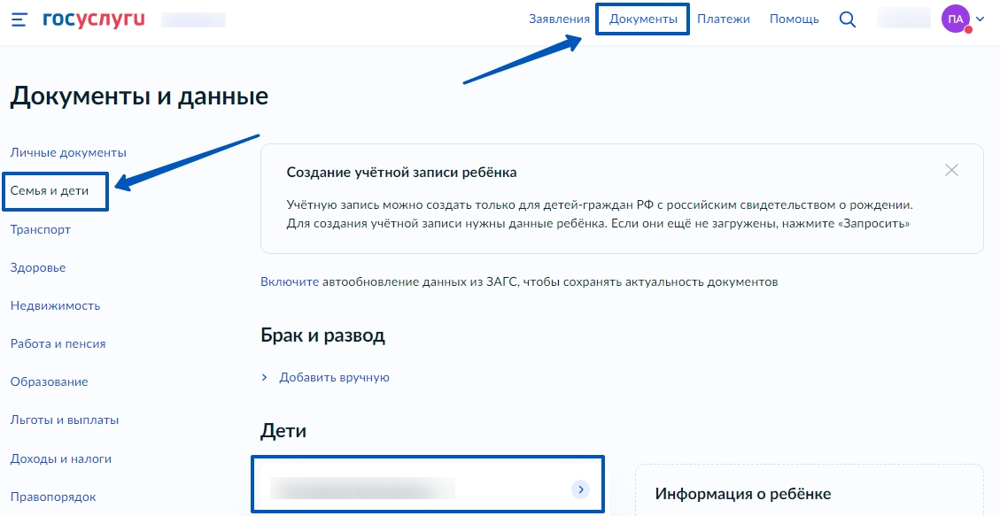 госуслуги
Заявления Документы Платежи Помощь ПА
Документы и данные
Личные документы
Семья и дети
Транспорт
Здоровье
Недвижимость
Работа и пенсия
Образование
Льготы и выплаты
Доходы и налоги
Правопорядок
Создание учётной записи ребёнка
Учётную запись можно создать только для детей-граждан РФ с российским свидетельством о рождении.
Для создания учётной записи нужны данные ребёнка. Если они ещё не загружены, нажмите «Запросить»
Включите автообновление данных из ЗАГС, чтобы сохранять актуальность документов
Брак и развод
Добавить вручную
Дети
Информация о ребёнке